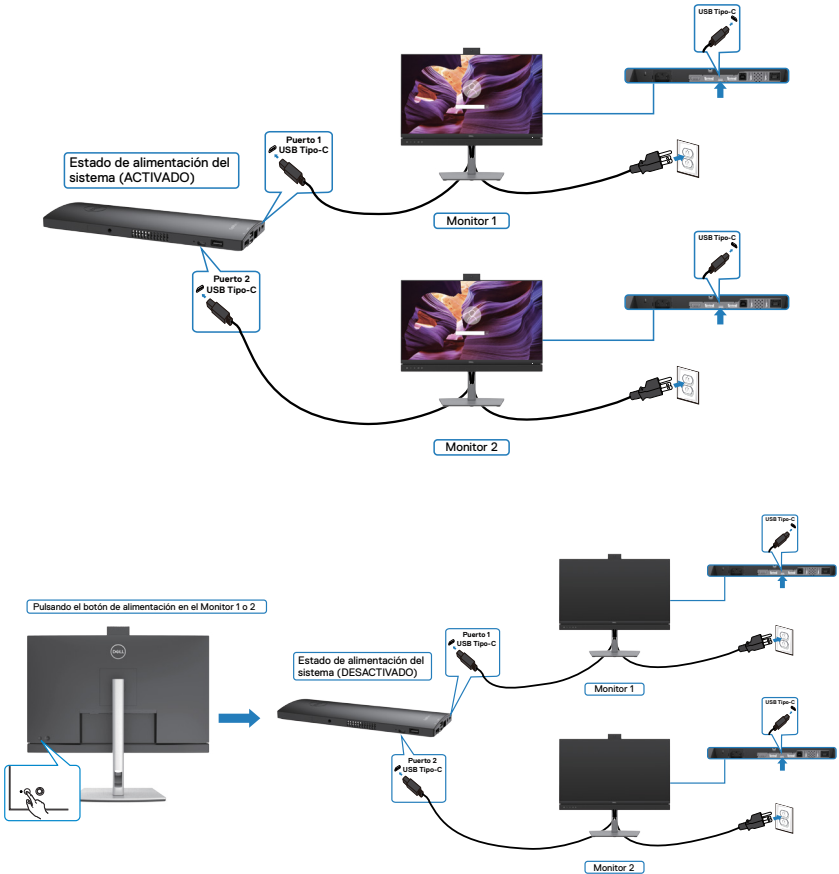 USB Tipo-C
Puerto 1
USB Tipo-C
Estado de alimentación del
sistema (ACTIVADO)
Monitor 1
USB Tipo-C
Puerto 2
USB Tipo-C
Monitor 2
USB Tipo-C
Pulsando el botón de alimentación en el Monitor 1 o 2
Puerto 1
USB Tipo-C
DELL
Estado de alimentación del
sistema (DESACTIVADO)
Monitor 1
USB Tipo-C
Puerto 2
USB Tipo-C
Monitor 2